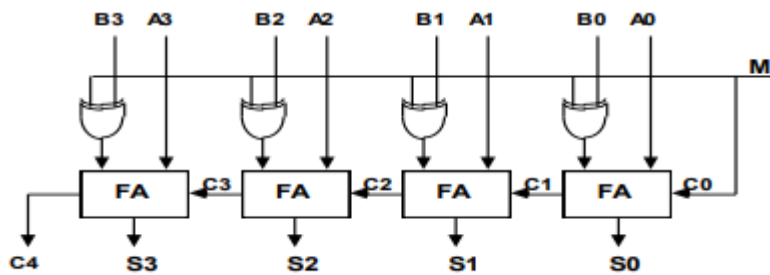 B3 A3 B2 A2 B1 A1 B0 A0
M
FA C3 FA C2 FA C1 FA C0
C4 S3 S2 S1 S0